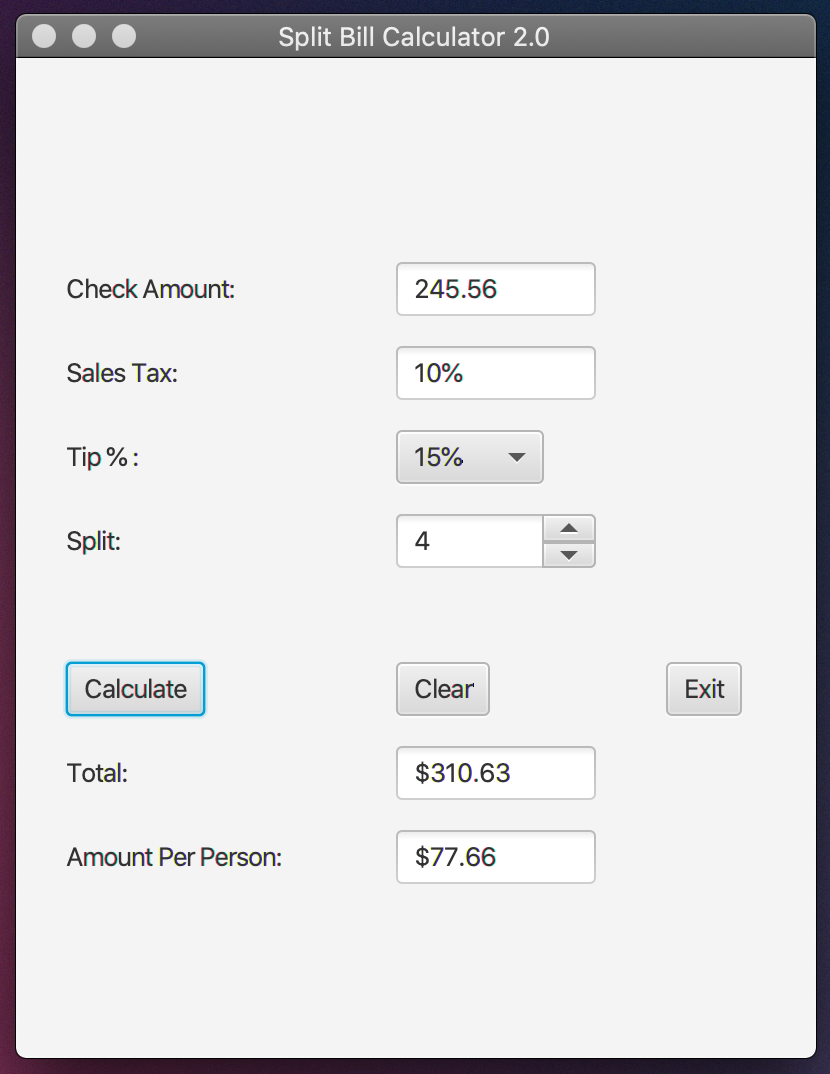 Split Bill Calculator 2.0
Check Amount: 245.56
Sales Tax: 10%
Tip % : 15%
Split: 4
Calculate Clear Exit
Total: $310.63
Amount Per Person: $77.66